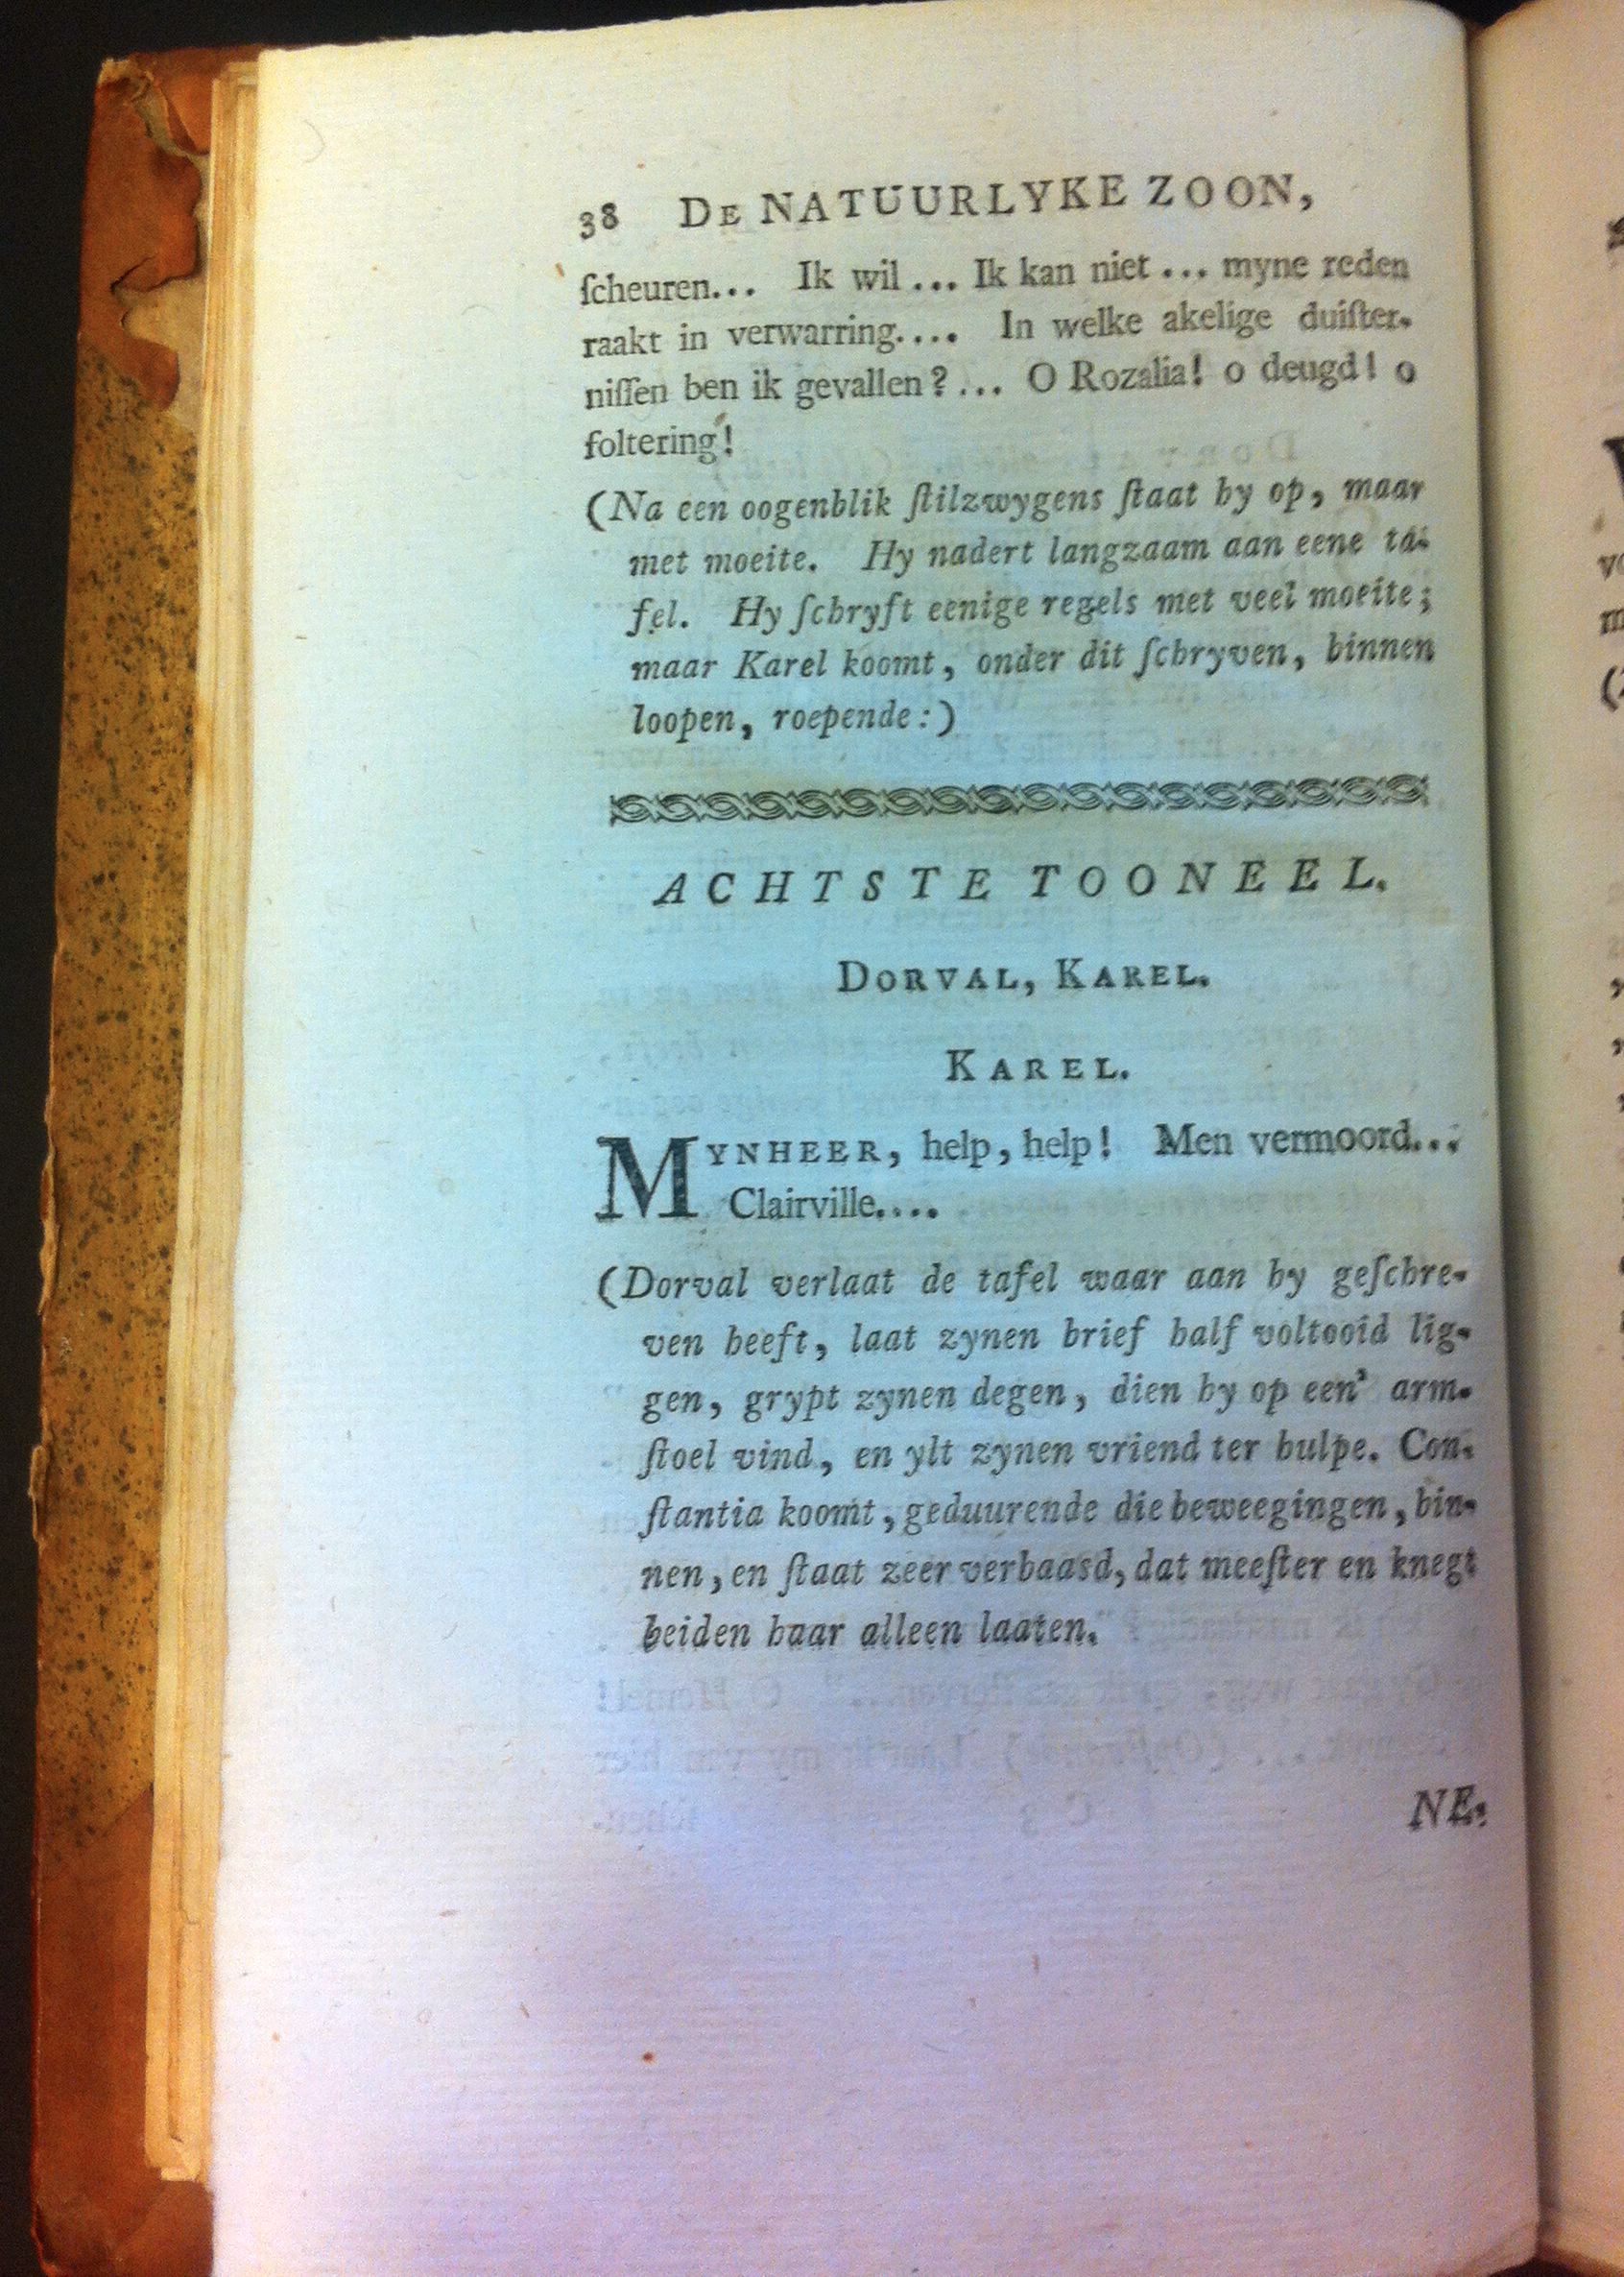 38 DE NATUURLYKE ZOON,
ſcheuren... Ik wil... Ik kan niet... myne reden
raakt in verwarring.... In welke akelige duiſter-
niſſen ben ik gevallen?... O Rozalia! o deugd! o
foltering!
(Na een oogenblik ſtilzwygens ſtaat hy op, maar
met moeite. Hy nadert langzaam aan eene ta-
fel. Hy ſchryft eenige regels met veel moeite;
maar Karel koomt, onder dit ſchryven, binnen
loopen, roepende:)
ACHTSTE TOONEEL.
DORVAL, KAREL.
KAREL.
MYNHEER, help, help! Men vermoord...
Clairville....
(Dorval verlaat de tafel waar aan hy geſchre-
ven heeft, laat zynen brief half voltooid lig-
gen, grypt zynen degen, dien hy op een' arm-
ſtoel vind, en ylt zynen vriend ter hulpe. Con-
ſtantia koomt, geduurende die beweegingen, bin-
nen, en ſtaat zeer verbaasd, dat meeſter en knegt
beiden haar alleen laaten.
NE-